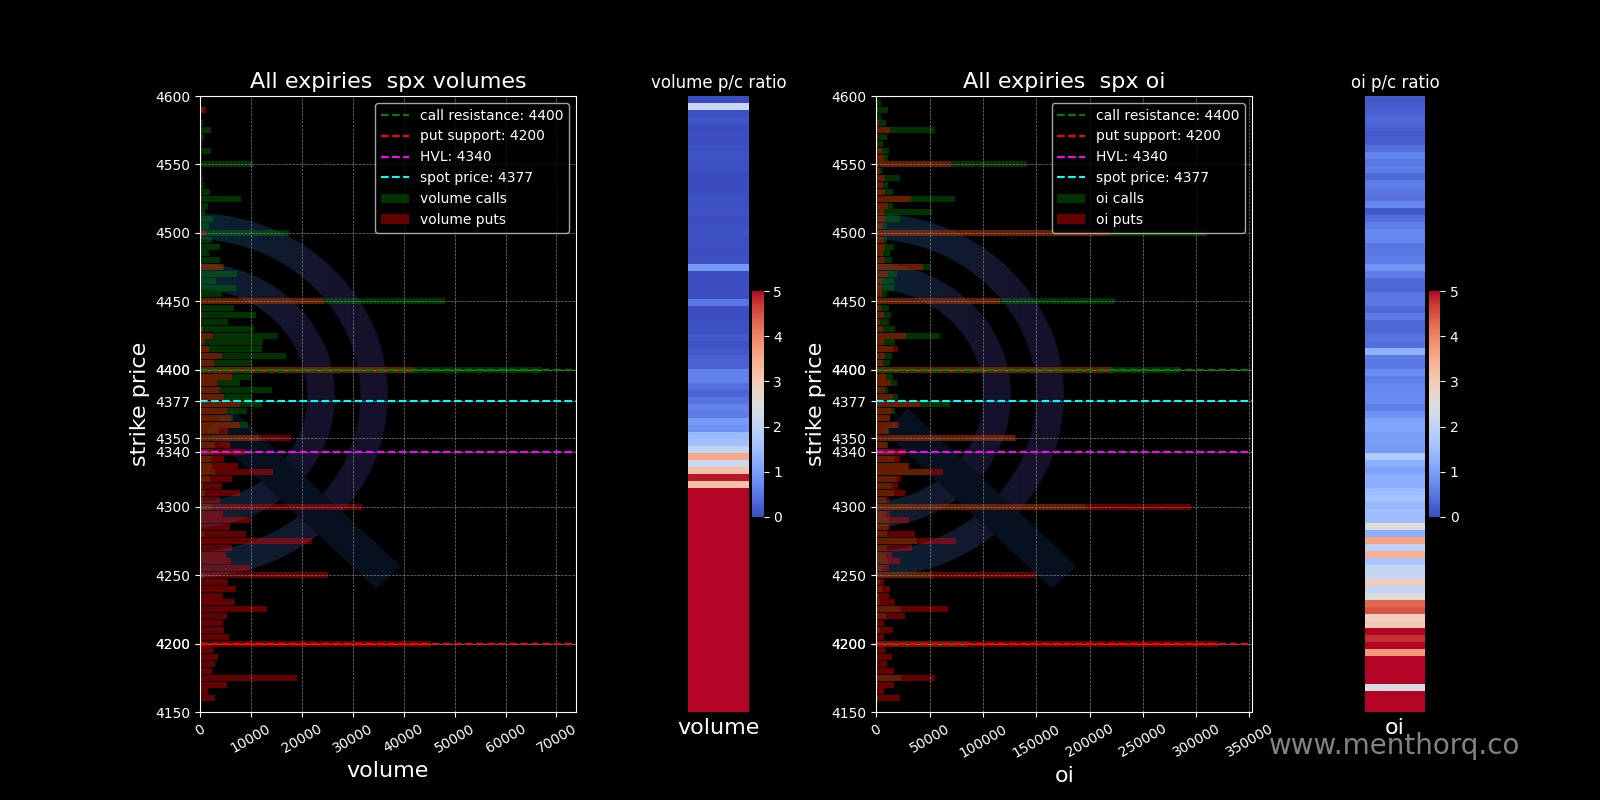 All expiries  spx volumes
4600
4550
4500
4450
4400
4377
4350
4340
4300
4250
4200
4150
strike price
call resistance: 4400
put support: 4200
HVL: 4340
spot price: 4377
volume calls
volume puts
0
10000
20000
30000
40000
50000
60000
70000
volume
volume p/c ratio
5
4
3
2
1
0
volume
All expiries  spx oi
4600
4550
4500
4450
4400
4377
4350
4340
4300
4250
4200
4150
strike price
call resistance: 4400
put support: 4200
HVL: 4340
spot price: 4377
oi calls
oi puts
0
50000
100000
150000
200000
250000
300000
350000
oi
oi p/c ratio
5
4
3
2
1
0
oi
www.menthorq.co